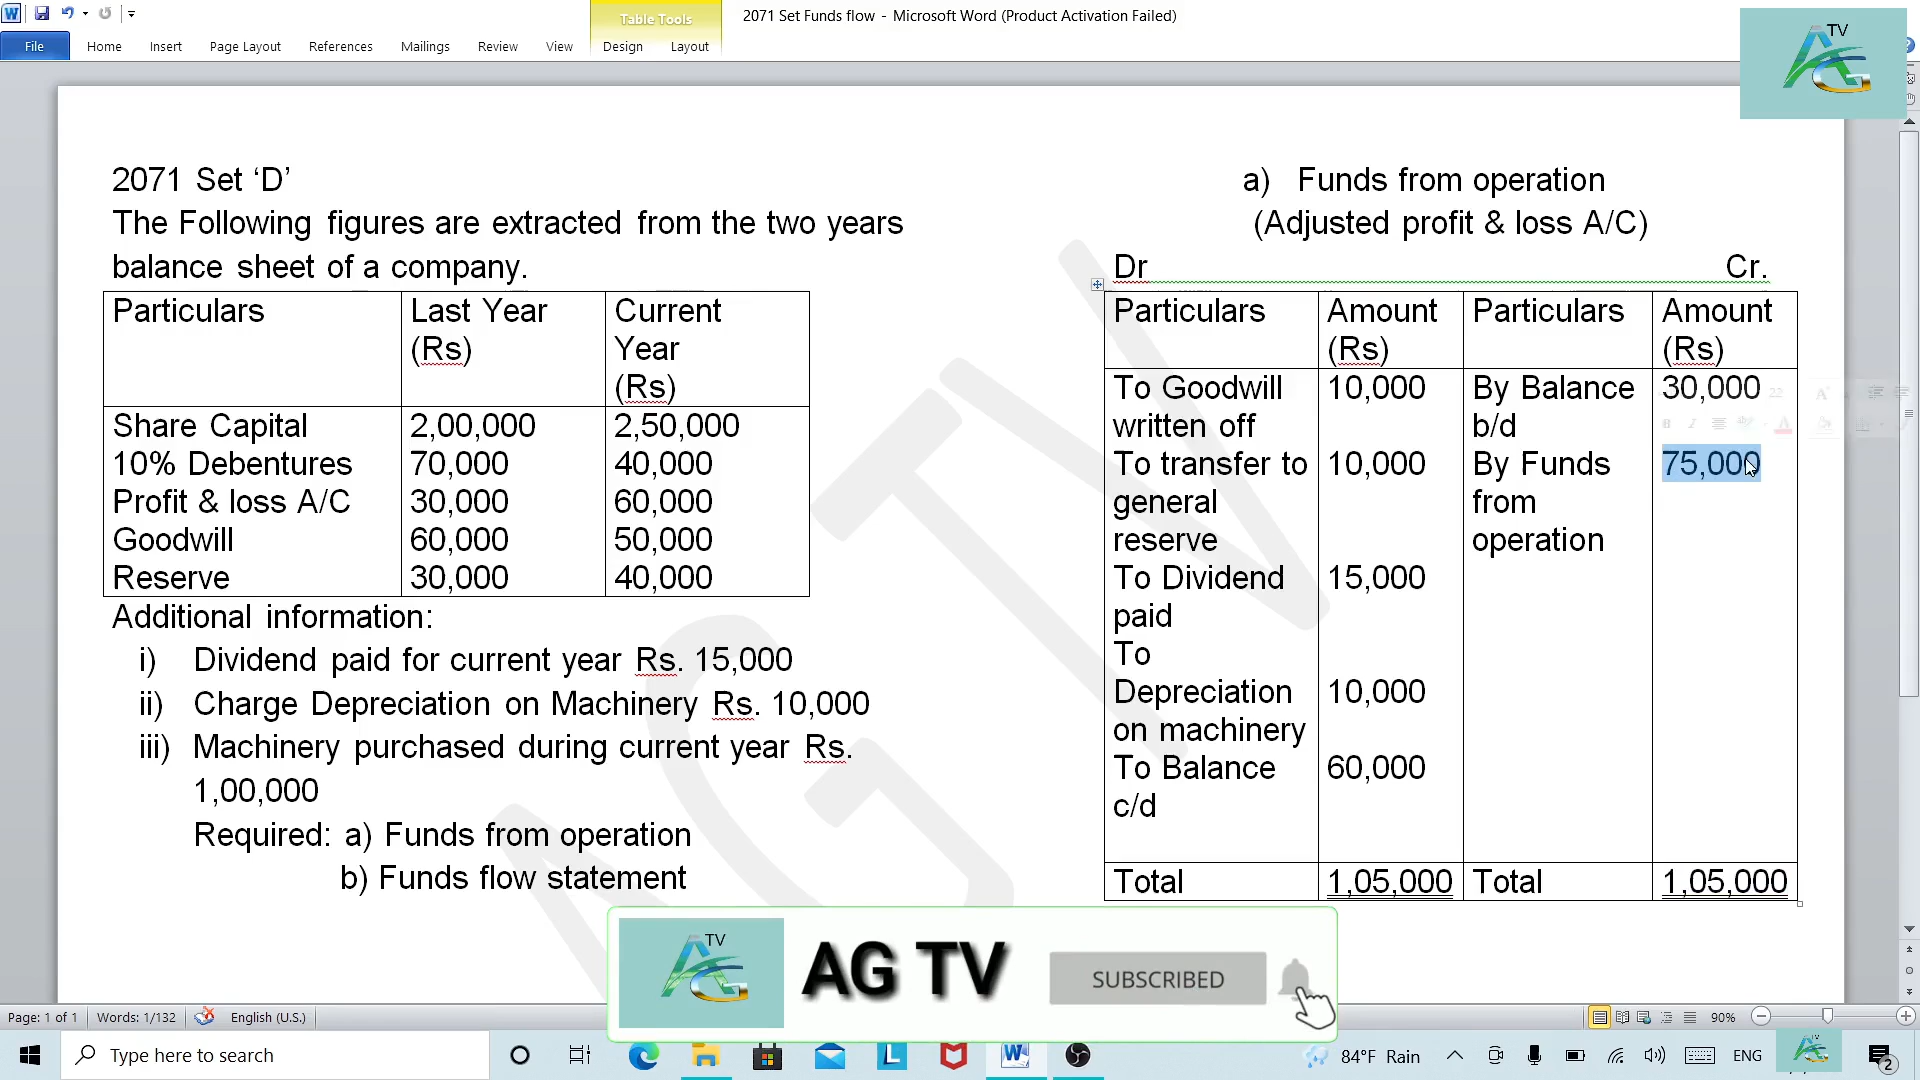 Table Tools
2071 Set Funds flow - Microsoft Word (Product Activation Failed)
File Home Insert Page Layout References Mailings Review View Design Layout
TV
AG
2071 Set ‘D’
The Following figures are extracted from the two years
balance sheet of a company.
Particulars Last Year (Rs) Current Year (Rs)
Share Capital 2,00,000 2,50,000
10% Debentures 70,000 40,000
Profit & loss A/C 30,000 60,000
Goodwill 60,000 50,000
Reserve 30,000 40,000
Additional information:
i) Dividend paid for current year Rs. 15,000
ii) Charge Depreciation on Machinery Rs. 10,000
iii) Machinery purchased during current year Rs.
1,00,000
Required: a) Funds from operation
b) Funds flow statement
a) Funds from operation
(Adjusted profit & loss A/C)
Dr Cr.
Particulars Amount (Rs) Particulars Amount (Rs)
To Goodwill 10,000 By Balance 30,000
written off b/d
To transfer to 10,000 By Funds 75,000
general from
reserve operation
To Dividend 15,000
paid
To
Depreciation 10,000
on machinery
To Balance 60,000
c/d
Total 1,05,000 Total 1,05,000
AG TV
TV
AG
AG TV
SUBSCRIBED
Page: 1 of 1 Words: 1/132 English (U.S.) 90%
Type here to search
84°F Rain ENG 2